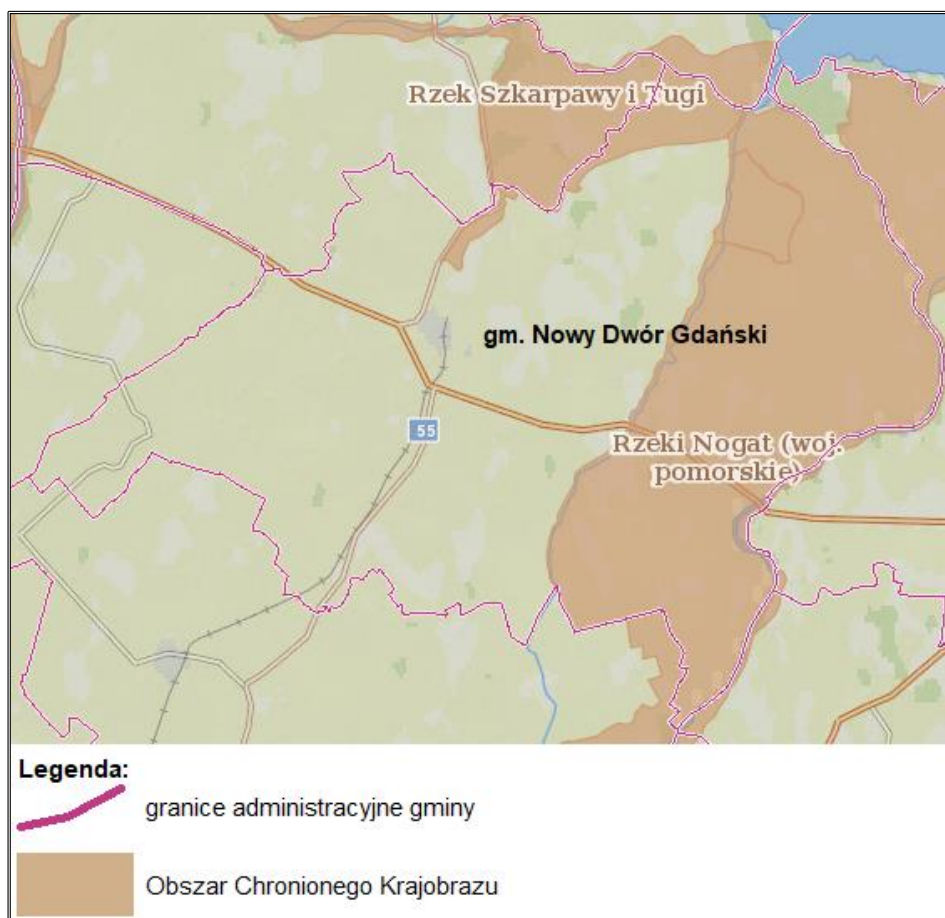 Rzek Szkarpawy i Tugi
gm. Nowy Dwór Gdański
55
Rzeki Nogat (woj.
pomorskie)
Legenda:
granice administracyjne gminy
Obszar Chronionego Krajobrazu